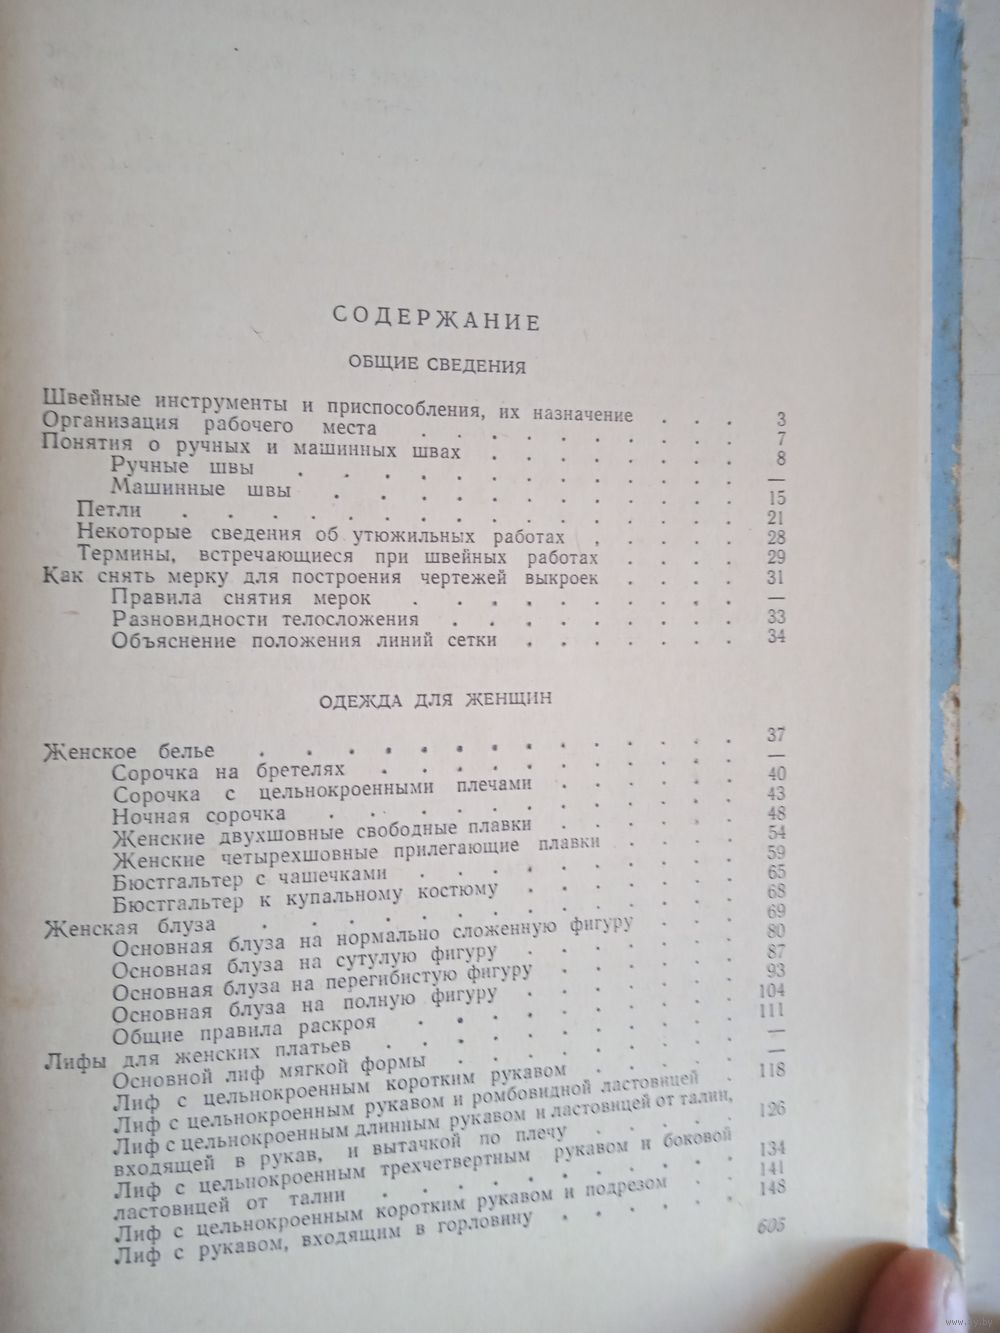 СОДЕРЖАНИЕ
ОБЩИЕ СВЕДЕНИЯ
Швейные инструменты и приспособления, их назначение . . . 3
Организация рабочего места . . . . . . . . . 7
Понятия о ручных и машинных швах . . . . . . . 8
Ручные швы . . . . . . . . . . . . —
Машинные швы . . . . . . . . . . . . 15
Петли . . . . . . . . . . . . . . . . 21
Некоторые сведения об утюжильных работах , . . . . 28
Термины, встречающиеся при швейных работах . . . . 29
Как снять мерку для построения чертежей выкроек . . . . 31
Правила снятия мерок . . . . . . . . . . —
Разновидности телосложения . . . . . . . . . 33
Объяснение положения линий сетки . . . . . . . 34
ОДЕЖДА ДЛЯ ЖЕНЩИН
Женское белье . . . . . . . . . . . . . . 37
Сорочка на бретелях . . . . . . . . . . . —
Сорочка с цельнокроенными плечами . . . . . . 40
Ночная сорочка . . . . . . . . . . . . 43
Женские двухшовные свободные плавки . . . . . . 48
Женские четырехшовные прилегающие плавки . . . . 54
Бюстгальтер с чашечками . . . . . . . . . . 59
Бюстгальтер к купальному костюму . . . . . . . 65
Женская блуза . . . . . . . . . . . . . . 68
Основная блуза на нормально сложенную фигуру . . . 69
Основная блуза на сутулую фигуру . . . . . . . 80
Основная блуза на перегибистую фигуру . . . . . . 87
Основная блуза на полную фигуру . . . . . . . 93
Общие правила раскроя . . . . . . . . . . 104
Лифы для женских платьев . . . . . . . . . . . 111
Основной лиф мягкой формы . . . . . . . . . —
Лиф с цельнокроенным коротким рукавом . . . . . —
Лиф с цельнокроенным рукавом и ромбовидной ластовицей . 118
Лиф с цельнокроенным длинным рукавом и ластовицей от талии,
входящей в рукав, и вытачкой по плечу . . . . . 126
Лиф с цельнокроенным трехчетвертным рукавом и боковой
ластовицей от талии . . . . . . . . . . . 134
Лиф с цельнокроенным коротким рукавом и подрезом . . 141
Лиф с рукавом, входящим в горловину . . . . . . 148
605
www.ay.by